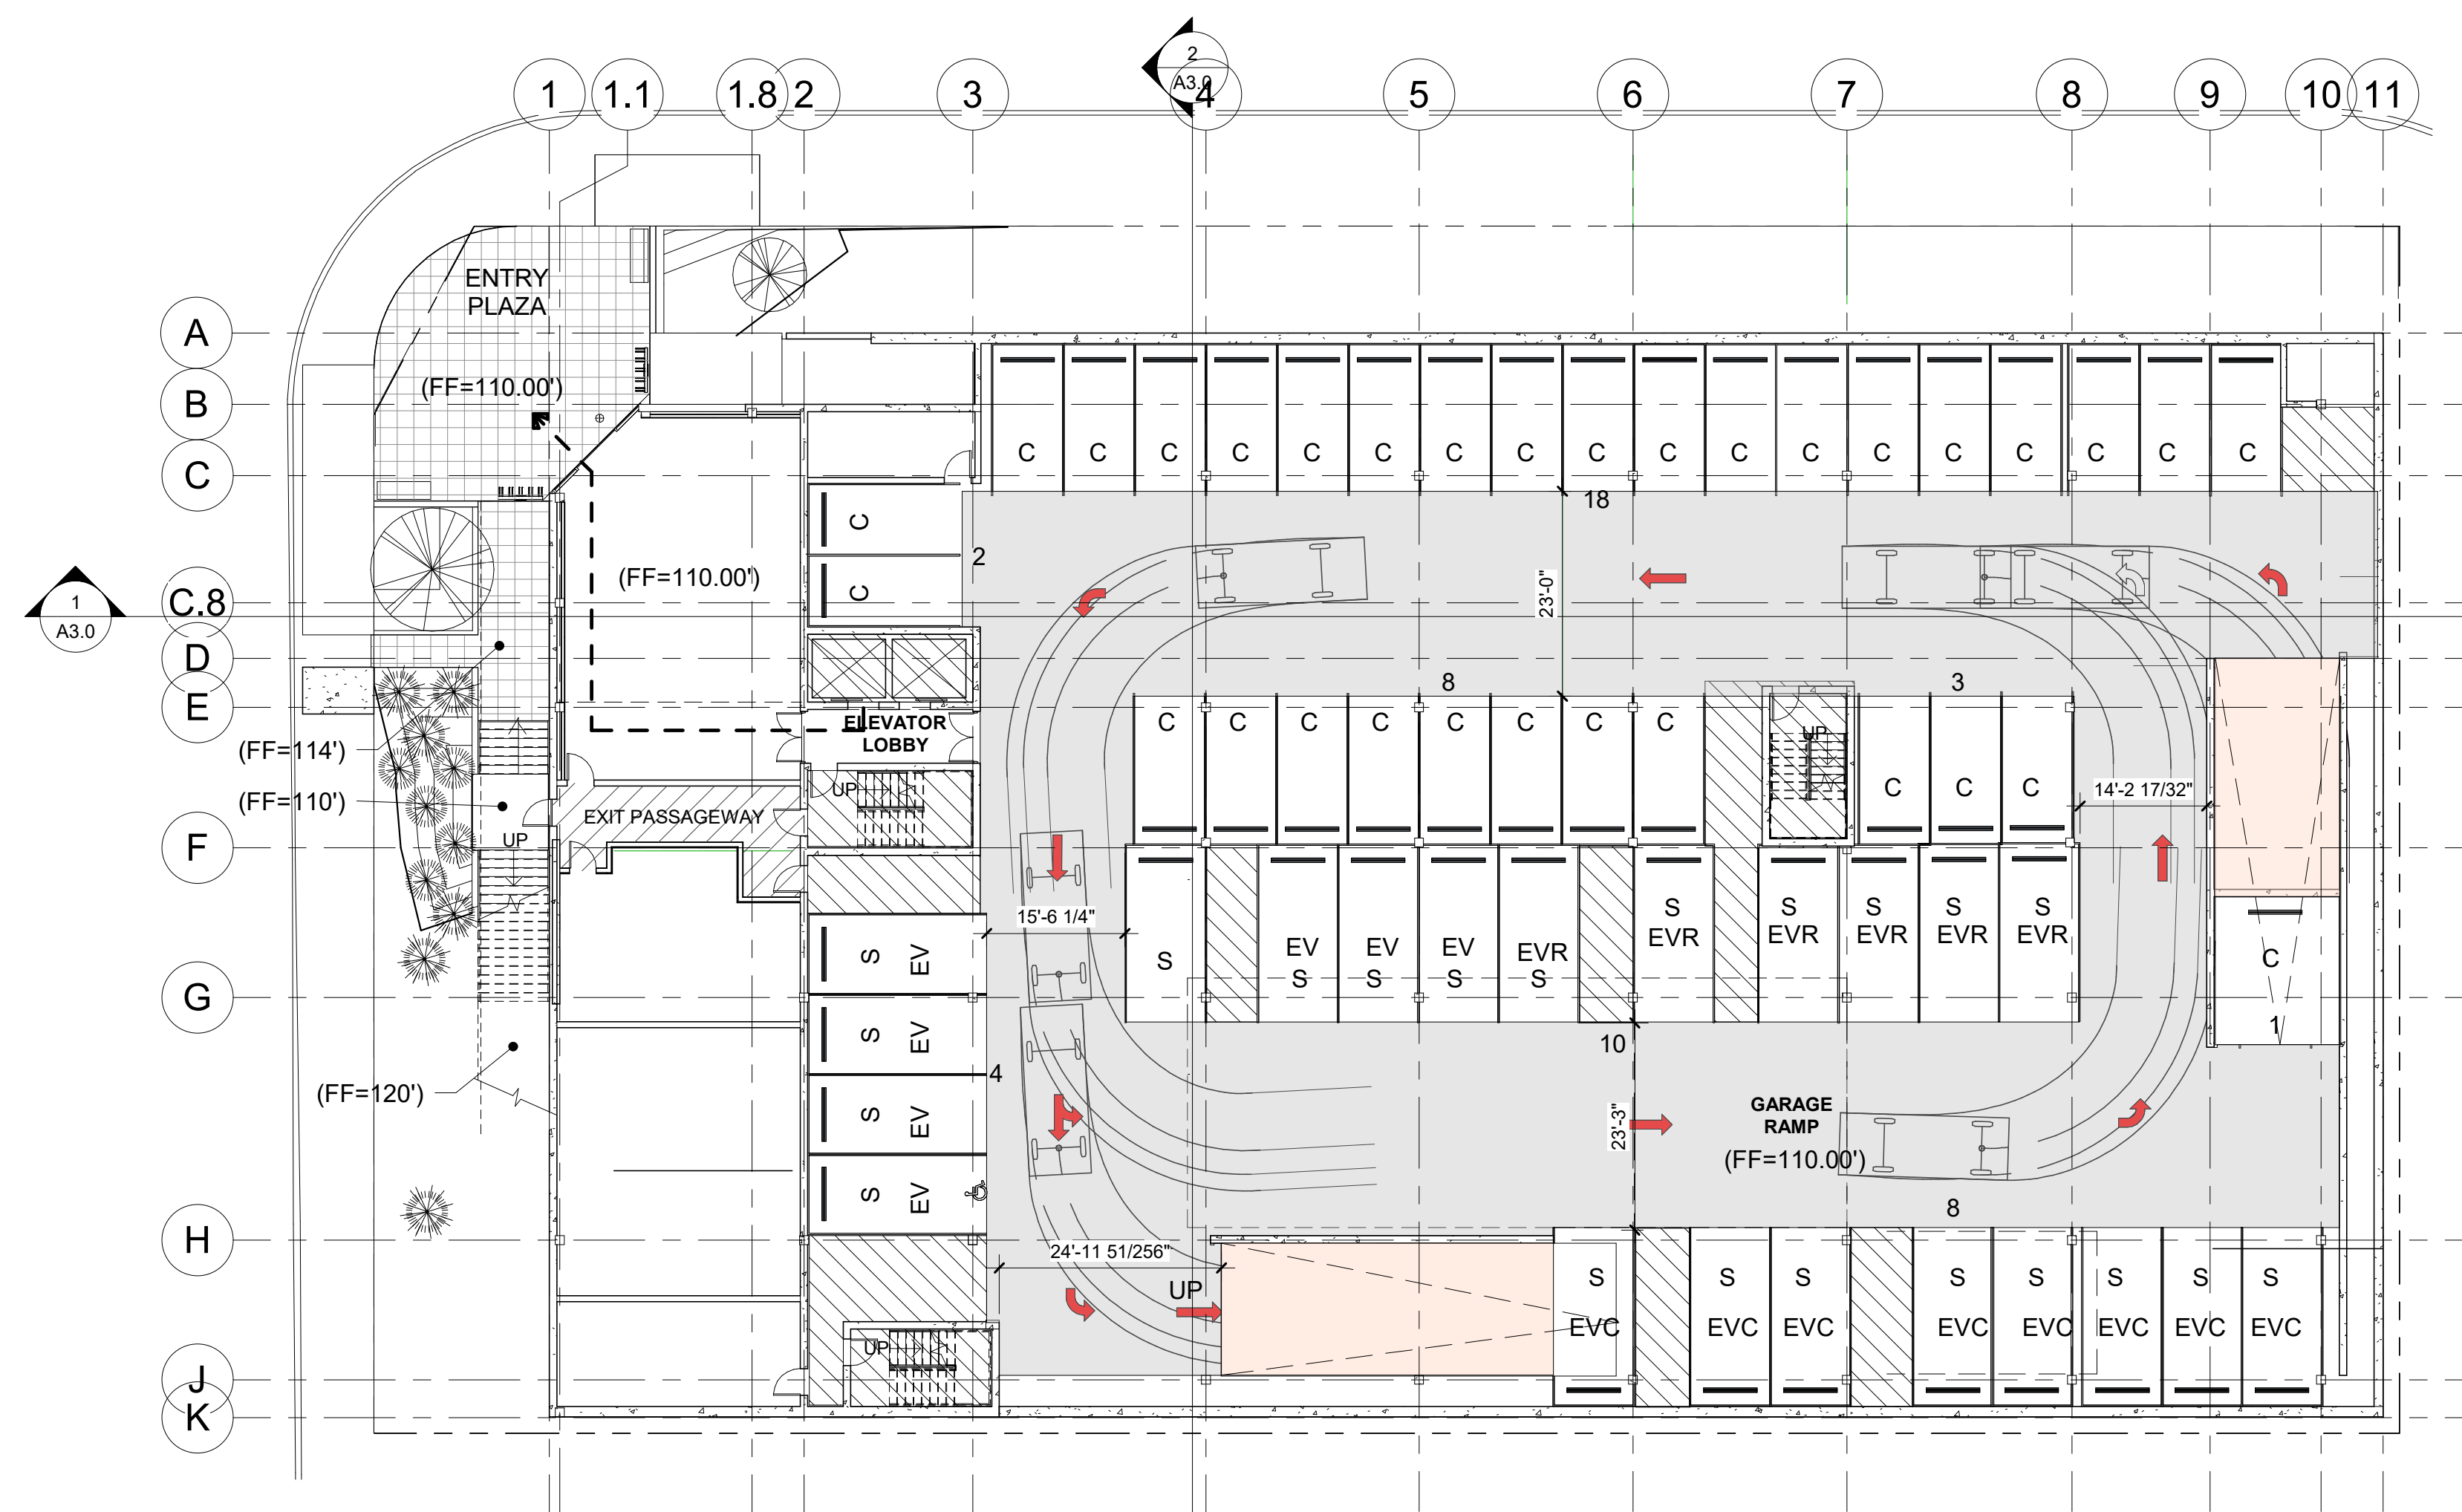 2
A3.0
1
1.1
1.8
2
3
4
5
6
7
8
9
10
11
ENTRY
PLAZA
A
(FF=110.00')
B
C C C C C C C C C C C C C C C C C C
C
18
C
2
(FF=110.00')
23'-0"
C
1
A3.0
C.8
D
8
3
E
C C C C C C C C
ELEVATOR
LOBBY
UP
(FF=114')
C C C
14'-2 17/32"
UP
(FF=110')
EXIT PASSAGEWAY
UP
F
S S S S S
EVR EVR EVR EVR EVR
15'-6 1/4"
S EV
EV EV EV EVR
S S S S S
C
G
1
S EV
10
4
(FF=120')
S EV
23'-3"
GARAGE
RAMP
(FF=110.00')
S EV
8
H
24'-11 51/256"
UP
S S S S S S S S
EVC EVC EVC EVC EVC EVC EVC EVC
UP
J
K